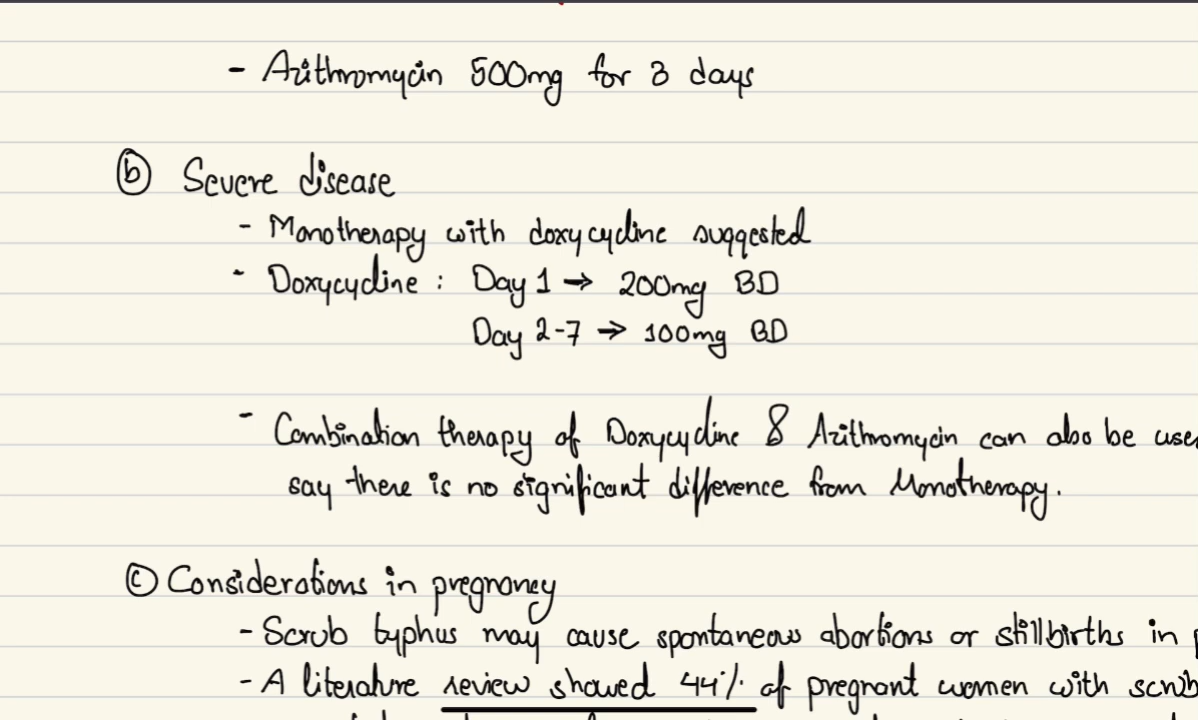 - Azithromycin 500mg for 3 days
ⓑ Severe disease
- Monotherapy with doxycycline suggested
- Doxycycline : Day 1 → 200mg BD
Day 2-7 → 100mg BD
- Combination therapy of Doxycycline & Azithromycin can also be use
say there is no significant difference from Monotherapy.
ⓒ Considerations in pregnancy
- Scrub typhus may cause spontaneous abortions or stillbirths in
- A literature review showed 44% of pregnant women with scrub